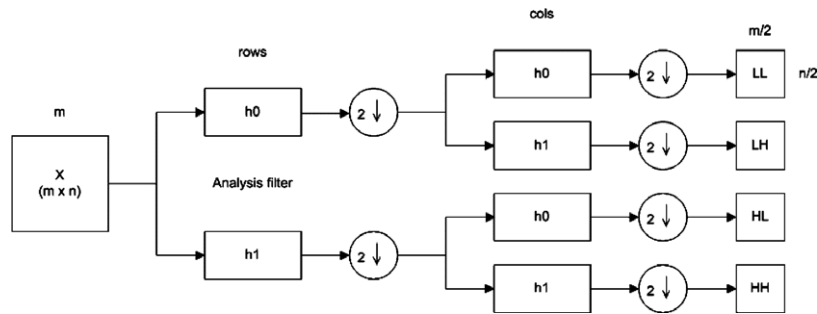 cols
m/2
rows
h0
2
LL
n/2
m
h0
2
h1
2
LH
X
(m x n)
Analysis filter
h0
2
HL
h1
2
h1
2
HH